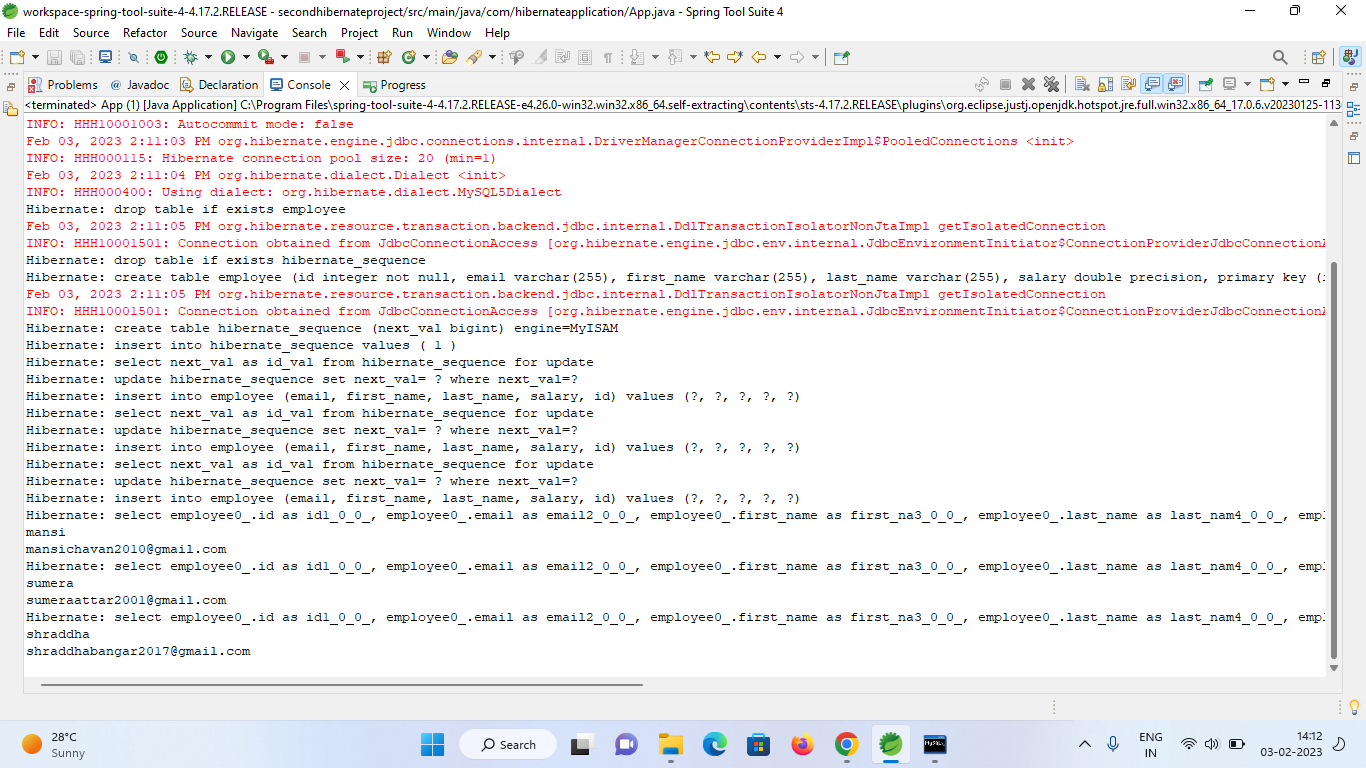 workspace-spring-tool-suite-4-4.17.2.RELEASE - secondhibernateproject/src/main/java/com/hibernateapplication/App.java - Spring Tool Suite 4
File Edit Source Refactor Source Navigate Search Project Run Window Help
Problems @ Javadoc Declaration Console Progress
<terminated> App (1) [Java Application] C:\Program Files\spring-tool-suite-4-4.17.2.RELEASE-e4.26.0-win32.win32.x86_64.self-extracting\contents\sts-4.17.2.RELEASE\plugins\org.eclipse.justj.openjdk.hotspot.jre.full.win32.x86_64_17.0.6.v20230125-113
INFO: HHH10001003: Autocommit mode: false
Feb 03, 2023 2:11:03 PM org.hibernate.engine.jdbc.connections.internal.DriverManagerConnectionProviderImpl$PooledConnections <init>
INFO: HHH000115: Hibernate connection pool size: 20 (min=1)
Feb 03, 2023 2:11:04 PM org.hibernate.dialect.Dialect <init>
INFO: HHH000400: Using dialect: org.hibernate.dialect.MySQL5Dialect
Hibernate: drop table if exists employee
Feb 03, 2023 2:11:05 PM org.hibernate.resource.transaction.backend.jdbc.internal.DdlTransactionIsolatorNonJtaImpl getIsolatedConnection
INFO: HHH10001501: Connection obtained from JdbcConnectionAccess [org.hibernate.engine.jdbc.env.internal.JdbcEnvironmentInitiator$ConnectionProviderJdbcConnectionA
Hibernate: drop table if exists hibernate_sequence
Hibernate: create table employee (id integer not null, email varchar(255), first_name varchar(255), last_name varchar(255), salary double precision, primary key (i
Feb 03, 2023 2:11:05 PM org.hibernate.resource.transaction.backend.jdbc.internal.DdlTransactionIsolatorNonJtaImpl getIsolatedConnection
INFO: HHH10001501: Connection obtained from JdbcConnectionAccess [org.hibernate.engine.jdbc.env.internal.JdbcEnvironmentInitiator$ConnectionProviderJdbcConnectionA
Hibernate: create table hibernate_sequence (next_val bigint) engine=MyISAM
Hibernate: insert into hibernate_sequence values ( 1 )
Hibernate: select next_val as id_val from hibernate_sequence for update
Hibernate: update hibernate_sequence set next_val= ? where next_val=?
Hibernate: insert into employee (email, first_name, last_name, salary, id) values (?, ?, ?, ?, ?)
Hibernate: select next_val as id_val from hibernate_sequence for update
Hibernate: update hibernate_sequence set next_val= ? where next_val=?
Hibernate: insert into employee (email, first_name, last_name, salary, id) values (?, ?, ?, ?, ?)
Hibernate: select next_val as id_val from hibernate_sequence for update
Hibernate: update hibernate_sequence set next_val= ? where next_val=?
Hibernate: insert into employee (email, first_name, last_name, salary, id) values (?, ?, ?, ?, ?)
Hibernate: select employee0_.id as id1_0_0_, employee0_.email as email2_0_0_, employee0_.first_name as first_na3_0_0_, employee0_.last_name as last_nam4_0_0_, empl
mansi
mansichavan2010@gmail.com
Hibernate: select employee0_.id as id1_0_0_, employee0_.email as email2_0_0_, employee0_.first_name as first_na3_0_0_, employee0_.last_name as last_nam4_0_0_, empl
sumera
sumeraattar2001@gmail.com
Hibernate: select employee0_.id as id1_0_0_, employee0_.email as email2_0_0_, employee0_.first_name as first_na3_0_0_, employee0_.last_name as last_nam4_0_0_, empl
shraddha
shraddhabangar2017@gmail.com
28°C
Sunny
Search
ENG
IN
14:12
03-02-2023